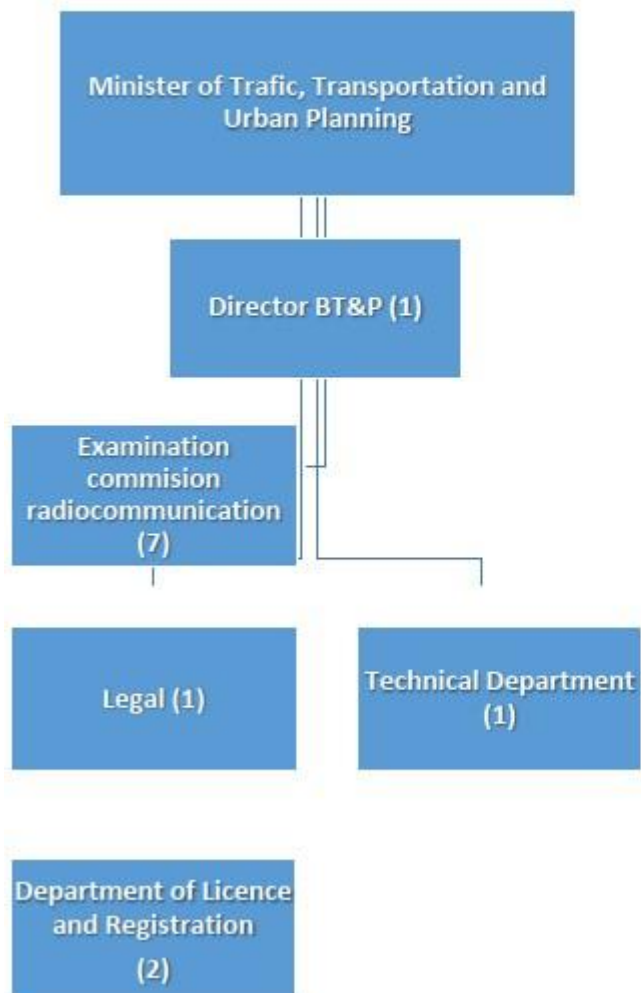 Minister of Trafic, Transportation and
Urban Planning
Director BT&P (1)
Examination
commision
radiocommunication
(7)
Legal (1)
Technical Department
(1)
Department of Licence
and Registration
(2)